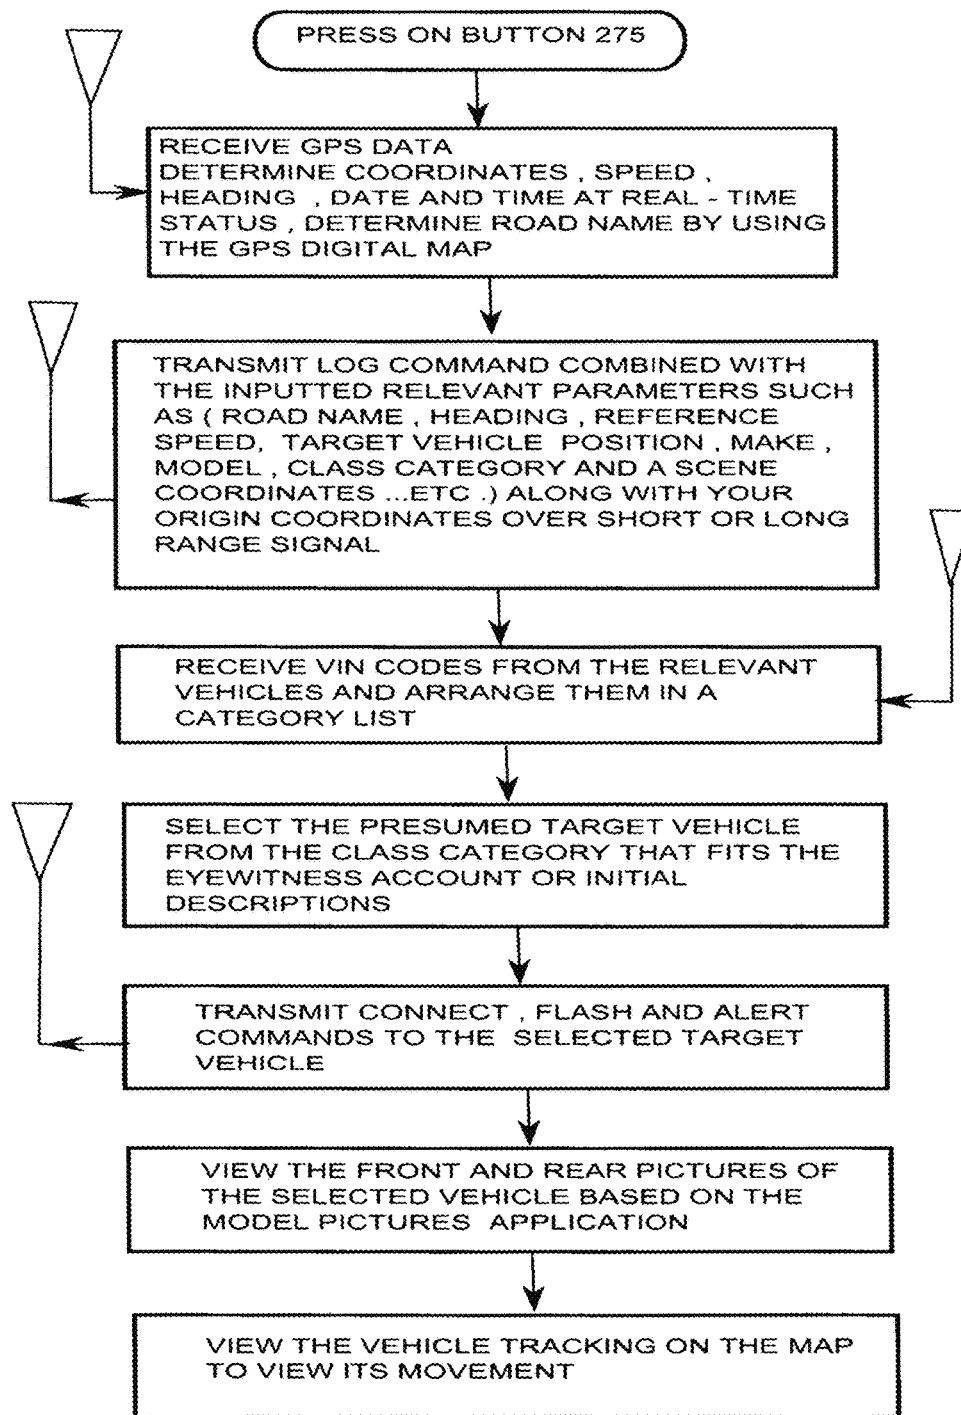 PRESS ON BUTTON 275
RECEIVE GPS DATA
DETERMINE COORDINATES , SPEED ,
HEADING , DATE AND TIME AT REAL - TIME
STATUS , DETERMINE ROAD NAME BY USING
THE GPS DIGITAL MAP
TRANSMIT LOG COMMAND COMBINED WITH
THE INPUTTED RELEVANT PARAMETERS SUCH
AS ( ROAD NAME , HEADING , REFERENCE
SPEED, TARGET VEHICLE POSITION , MAKE ,
MODEL , CLASS CATEGORY AND A SCENE
COORDINATES ...ETC .) ALONG WITH YOUR
ORIGIN COORDINATES OVER SHORT OR LONG
RANGE SIGNAL
RECEIVE VIN CODES FROM THE RELEVANT
VEHICLES AND ARRANGE THEM IN A
CATEGORY LIST
SELECT THE PRESUMED TARGET VEHICLE
FROM THE CLASS CATEGORY THAT FITS THE
EYEWITNESS ACCOUNT OR INITIAL
DESCRIPTIONS
TRANSMIT CONNECT , FLASH AND ALERT
COMMANDS TO THE SELECTED TARGET
VEHICLE
VIEW THE FRONT AND REAR PICTURES OF
THE SELECTED VEHICLE BASED ON THE
MODEL PICTURES APPLICATION
VIEW THE VEHICLE TRACKING ON THE MAP
TO VIEW ITS MOVEMENT